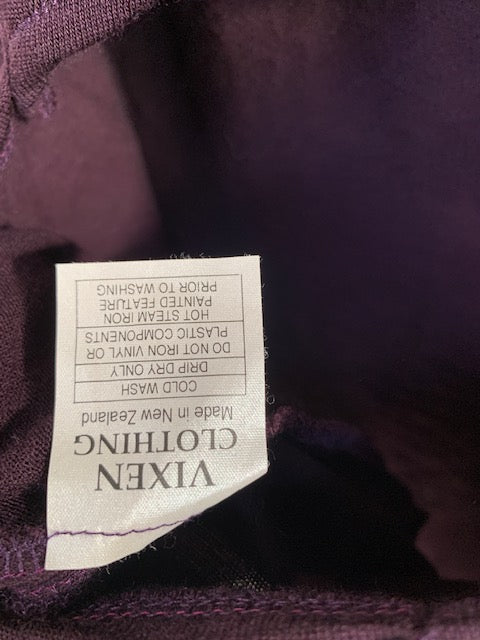 VIXEN
CLOTHING
Made in New Zealand
COLD WASH
DRIP DRY ONLY
DO NOT IRON VINYL OR
PLASTIC COMPONENTS
HOT STEAM IRON
PAINTED FEATURE
PRIOR TO WASHING